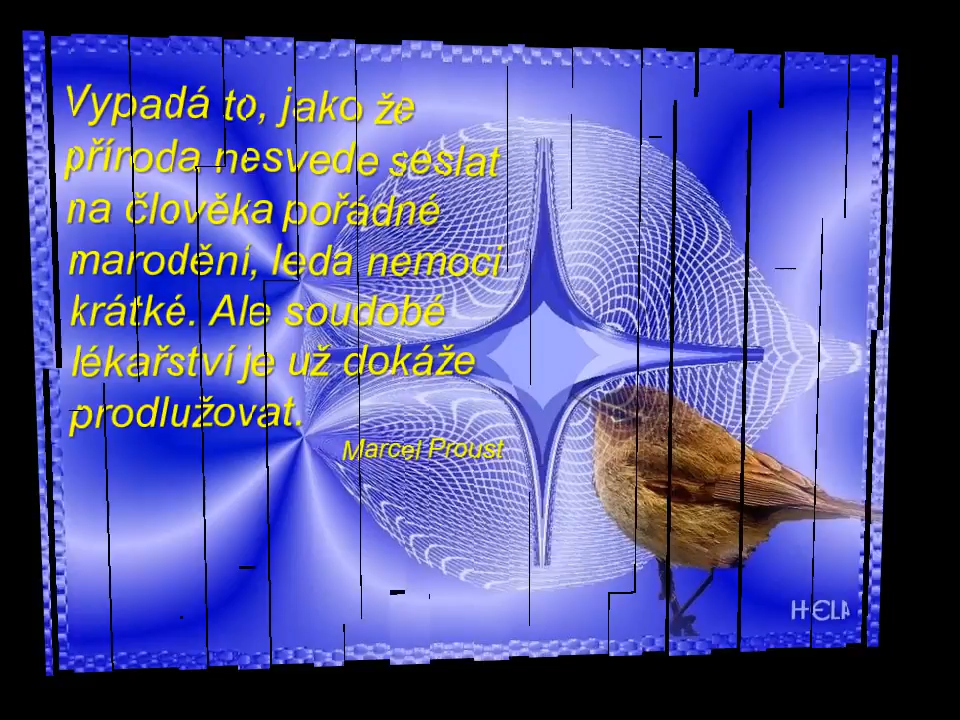 Vypadá to, jako že
příroda nesvede seslat
na člověka pořádné
marodění, leda nemoci
krátké. Ale soudobé
lékařství je už dokáže
prodlužovat.
Marcel Proust